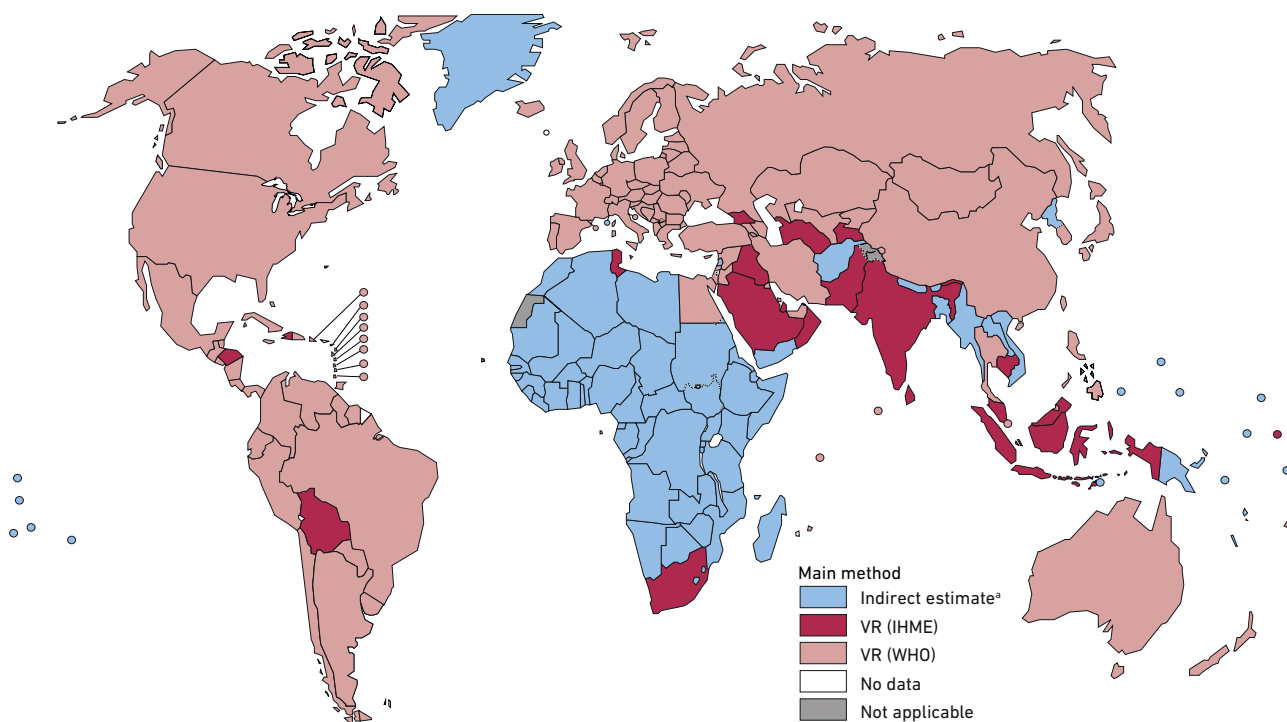 Main method
Indirect estimateᵃ
VR (IHME)
VR (WHO)
No data
Not applicable